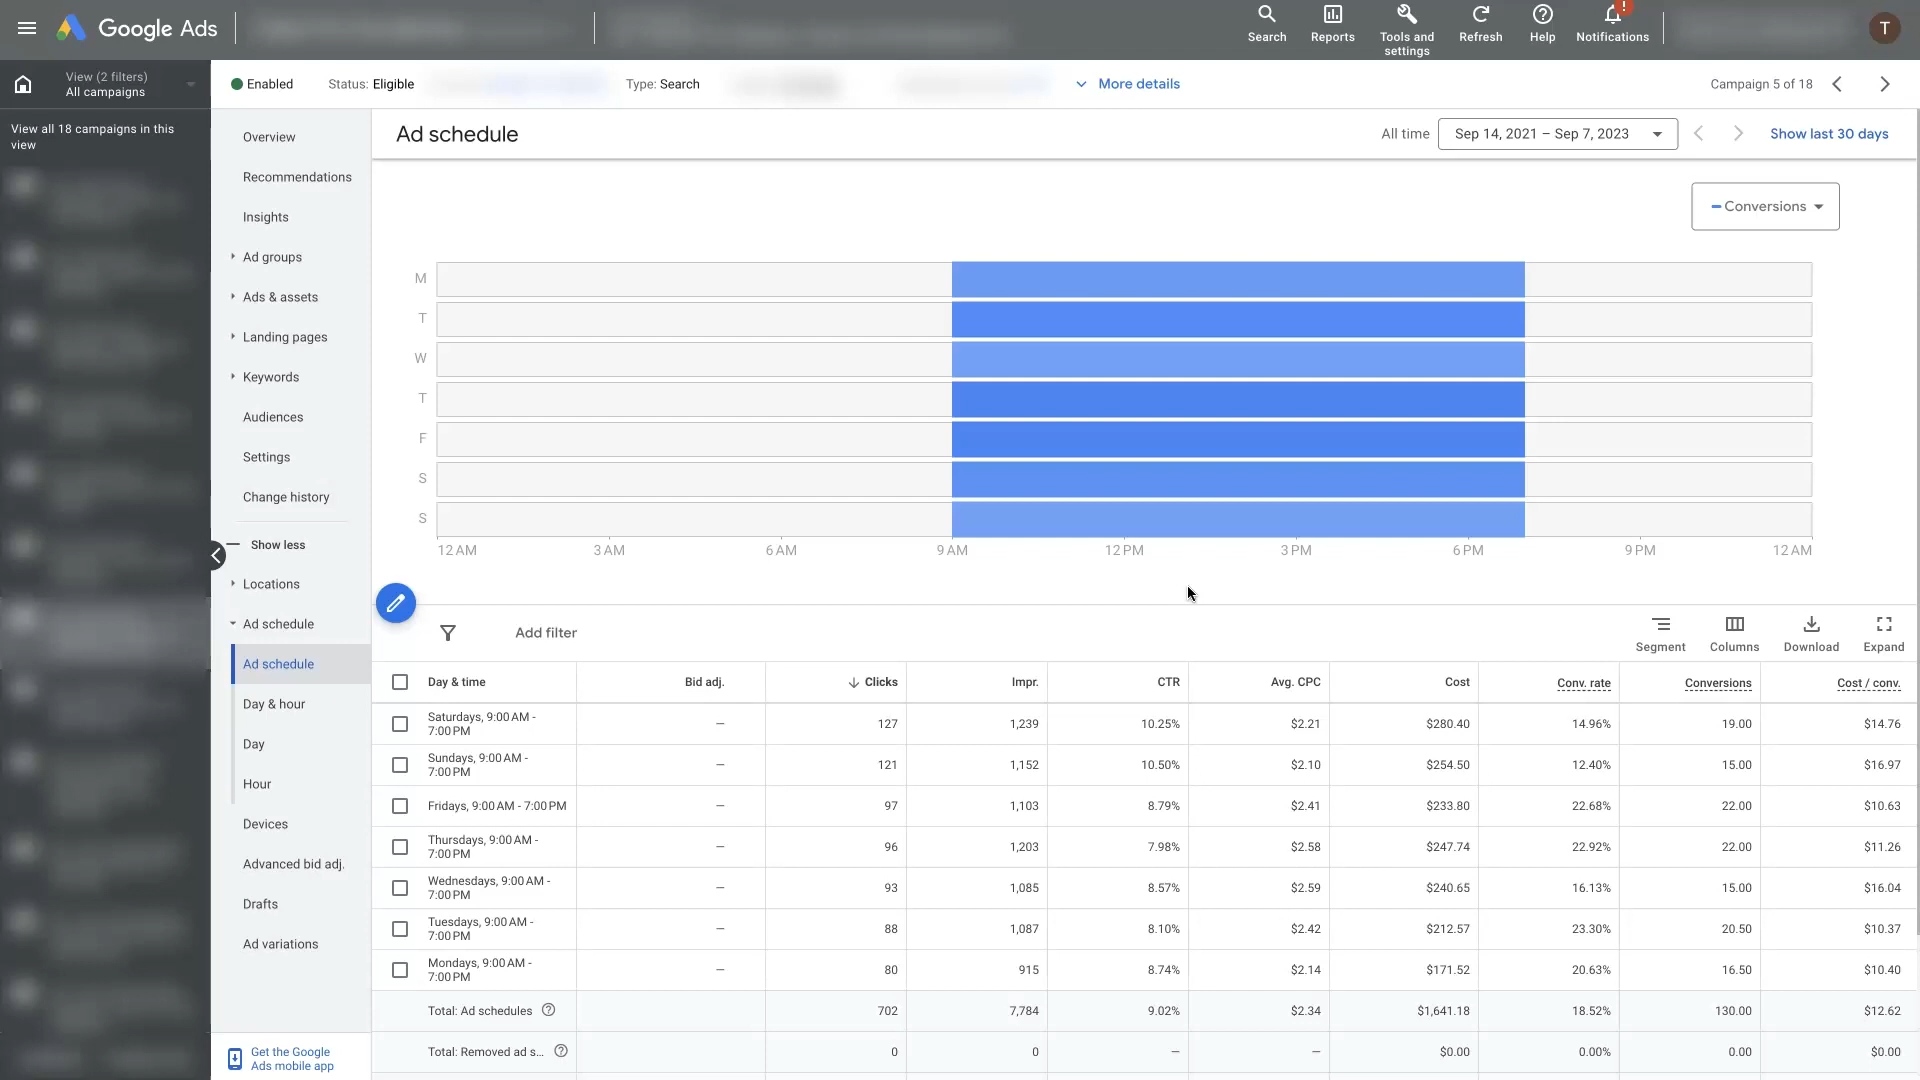 Google Ads
Search
Reports
Tools and
settings
Refresh
Help
Notifications
!
T
View (2 filters)
All campaigns
Enabled
Status: Eligible
Type: Search
More details
Campaign 5 of 18
View all 18 campaigns in this
view
Overview
Recommendations
Insights
Ad groups
Ads & assets
Landing pages
Keywords
Audiences
Settings
Change history
Show less
Locations
Ad schedule
Ad schedule
Day & hour
Day
Hour
Devices
Advanced bid adj.
Drafts
Ad variations
Get the Google
Ads mobile app
Ad schedule
All time
Sep 14, 2021 – Sep 7, 2023
Show last 30 days
Conversions
M
T
W
T
F
S
S
12 AM 3 AM 6 AM 9 AM 12 PM 3 PM 6 PM 9 PM 12 AM
Add filter
Segment
Columns
Download
Expand
Day & time Bid adj. Clicks Impr. CTR Avg. CPC Cost Conv. rate Conversions Cost / conv.
Saturdays, 9:00 AM -
7:00 PM
— 127 1,239 10.25% $2.21 $280.40 14.96% 19.00 $14.76
Sundays, 9:00 AM -
7:00 PM
— 121 1,152 10.50% $2.10 $254.50 12.40% 15.00 $16.97
Fridays, 9:00 AM - 7:00 PM — 97 1,103 8.79% $2.41 $233.80 22.68% 22.00 $10.63
Thursdays, 9:00 AM -
7:00 PM
— 96 1,203 7.98% $2.58 $247.74 22.92% 22.00 $11.26
Wednesdays, 9:00 AM -
7:00 PM
— 93 1,085 8.57% $2.59 $240.65 16.13% 15.00 $16.04
Tuesdays, 9:00 AM -
7:00 PM
— 88 1,087 8.10% $2.42 $212.57 23.30% 20.50 $10.37
Mondays, 9:00 AM -
7:00 PM
— 80 915 8.74% $2.14 $171.52 20.63% 16.50 $10.40
Total: Ad schedules 702 7,784 9.02% $2.34 $1,641.18 18.52% 130.00 $12.62
Total: Removed ad s... 0 0 — — $0.00 0.00% 0.00 $0.00